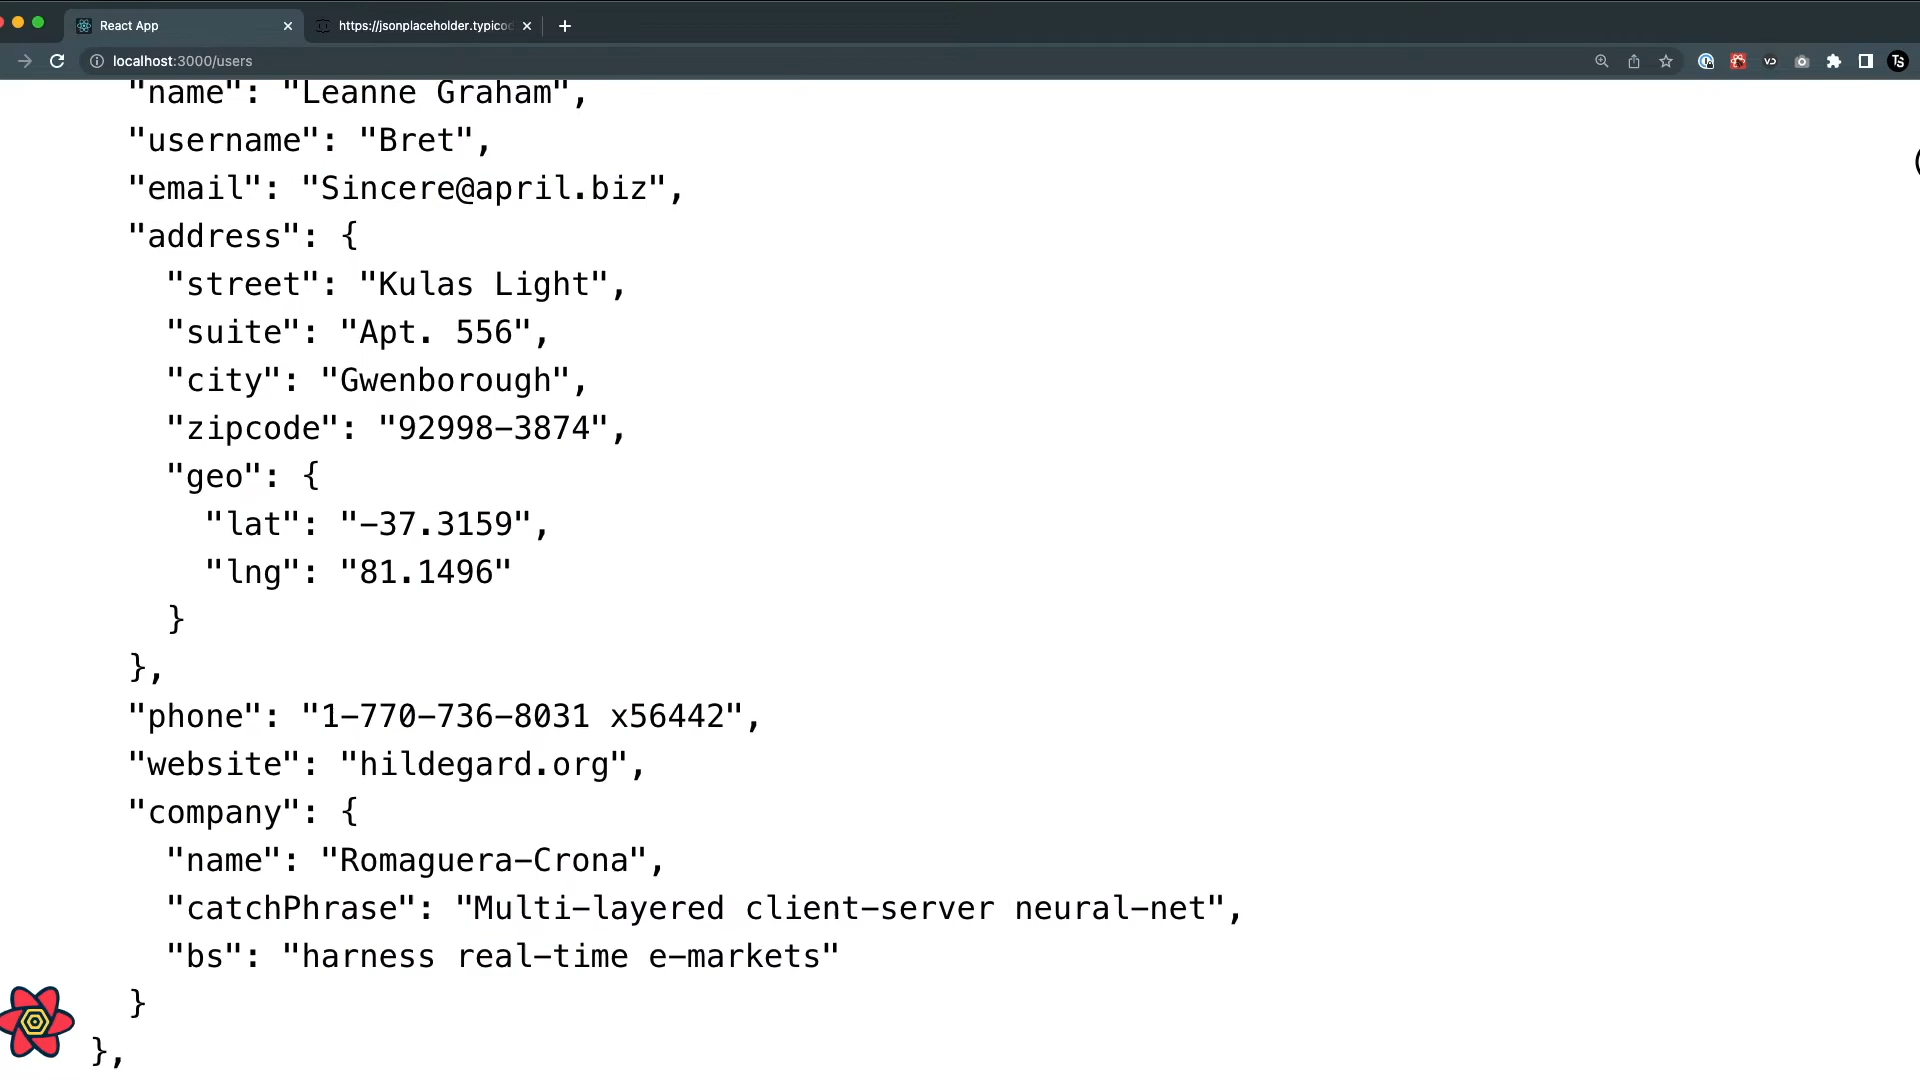 React App
https://jsonplaceholder.typico
localhost:3000/users
"name": "Leanne Graham",
"username": "Bret",
"email": "Sincere@april.biz",
"address": {
"street": "Kulas Light",
"suite": "Apt. 556",
"city": "Gwenborough",
"zipcode": "92998-3874",
"geo": {
"lat": "-37.3159",
"lng": "81.1496"
}
},
"phone": "1-770-736-8031 x56442",
"website": "hildegard.org",
"company": {
"name": "Romaguera-Crona",
"catchPhrase": "Multi-layered client-server neural-net",
"bs": "harness real-time e-markets"
}
},